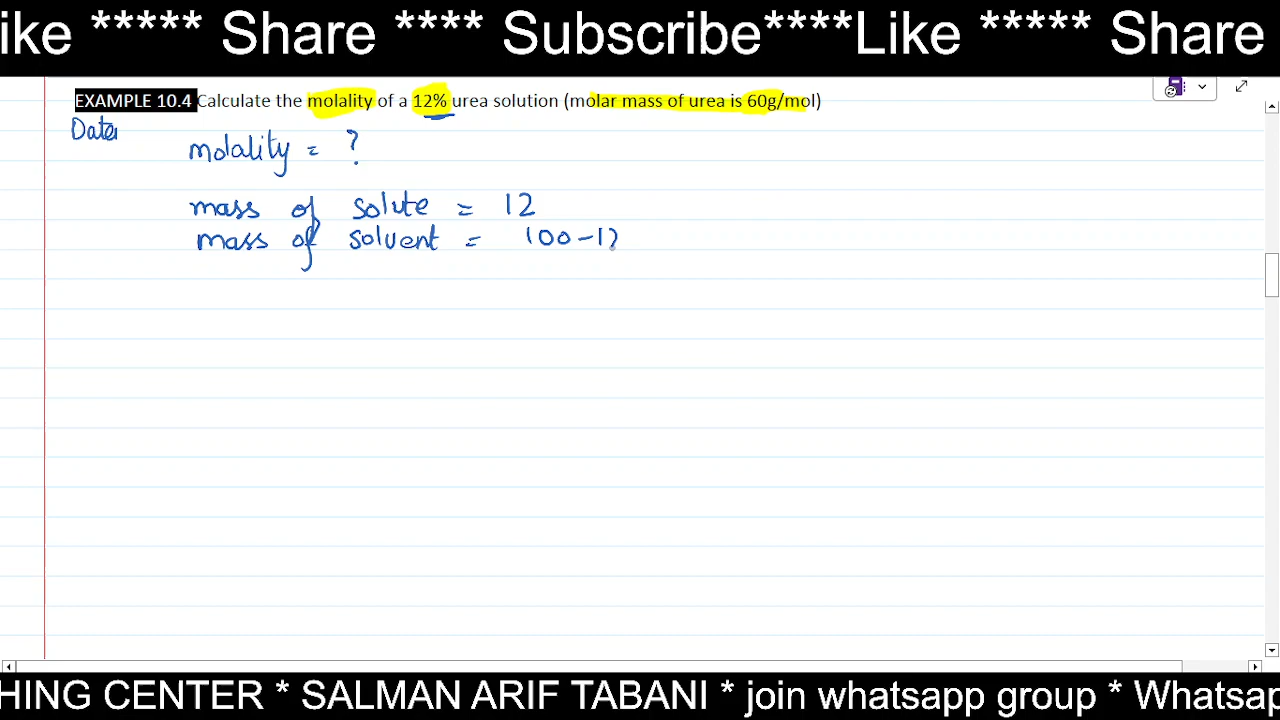 ike ***** Share **** Subscribe****Like ***** Share
EXAMPLE 10.4 Calculate the molality of a 12% urea solution (molar mass of urea is 60g/mol)
Data
molality = ?
mass of solute = 12
mass of solvent = 100-12
HING CENTER * SALMAN ARIF TABANI * join whatsapp group * Whatsap